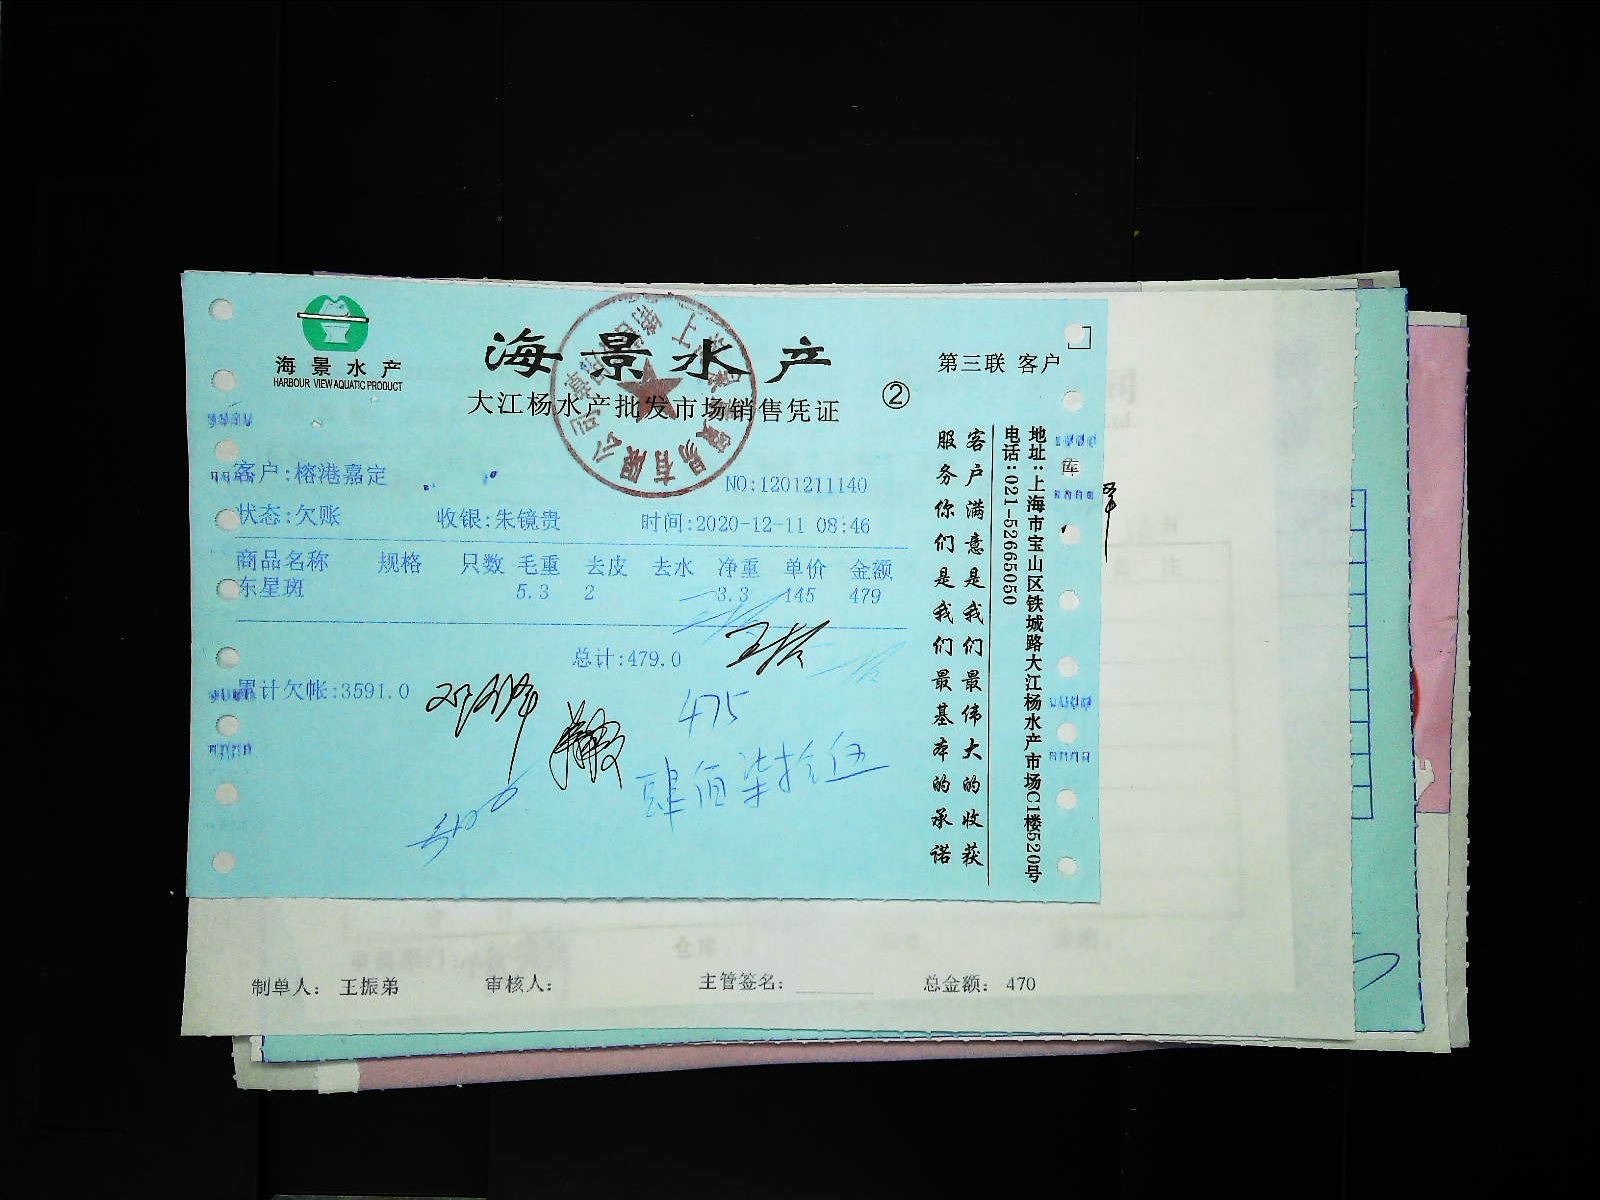 海景水产
HARBOUR VIEW AQUATIC PRODUCT
海景水产
大江杨水产批发市场销售凭证
②
第三联 客户
客户:榕港嘉定
NO:1201211140
状态:欠账 收银:朱镜贵 时间:2020-12-11 08:46
商品名称 规格 只数 毛重 去皮 去水 净重 单价 金额
东星斑 5.3 2 3.3 145 479
总计:479.0
累计欠帐:3591.0
475
肆佰柒拾伍
客户满意是我们最伟大的收获
服务你们是我们最基本的承诺
地址:上海市宝山区铁城路大江杨水产市场C1楼520号
电话:021-52665050
库
制单人: 王振弟 审核人: 主管签名: 总金额: 470